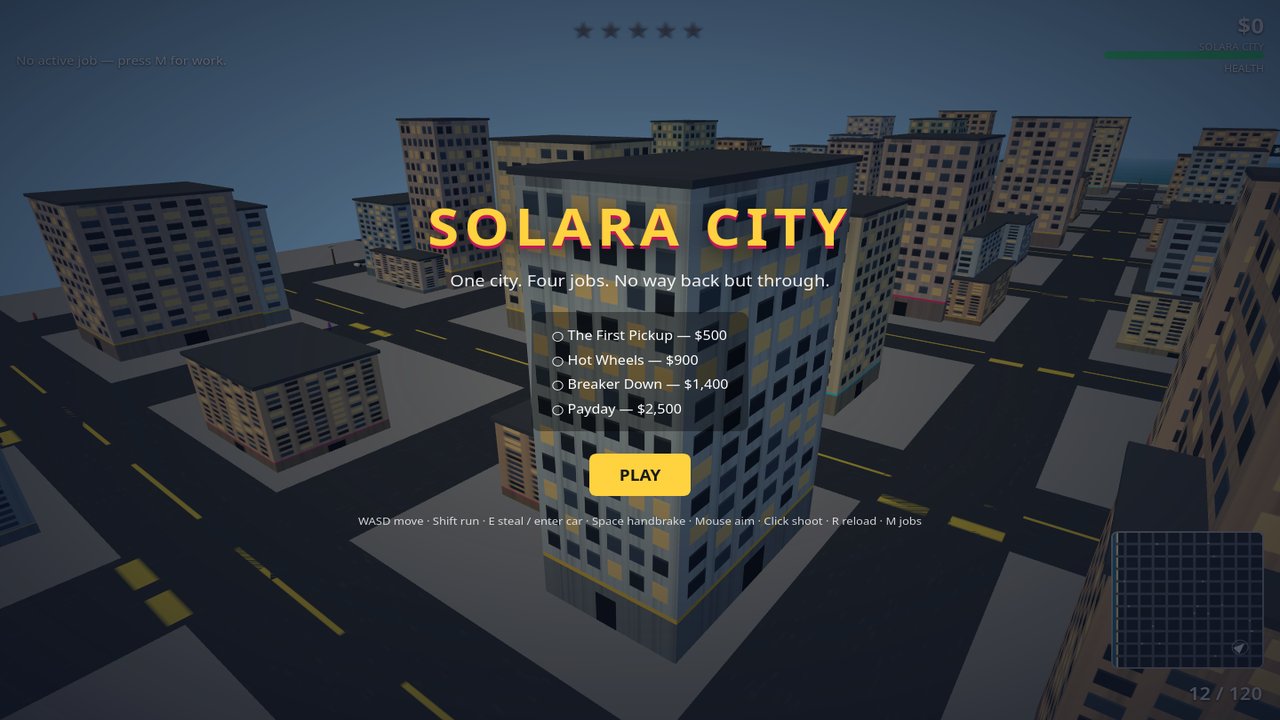 ★ ★ ★ ★ ★
$0
SOLARA CITY
No active job — press M for work.
HEALTH
SOLARA CITY
One city. Four jobs. No way back but through.
○ The First Pickup — $500
○ Hot Wheels — $900
○ Breaker Down — $1,400
○ Payday — $2,500
PLAY
WASD move · Shift run · E steal / enter car · Space handbrake · Mouse aim · Click shoot · R reload · M jobs
12 / 120